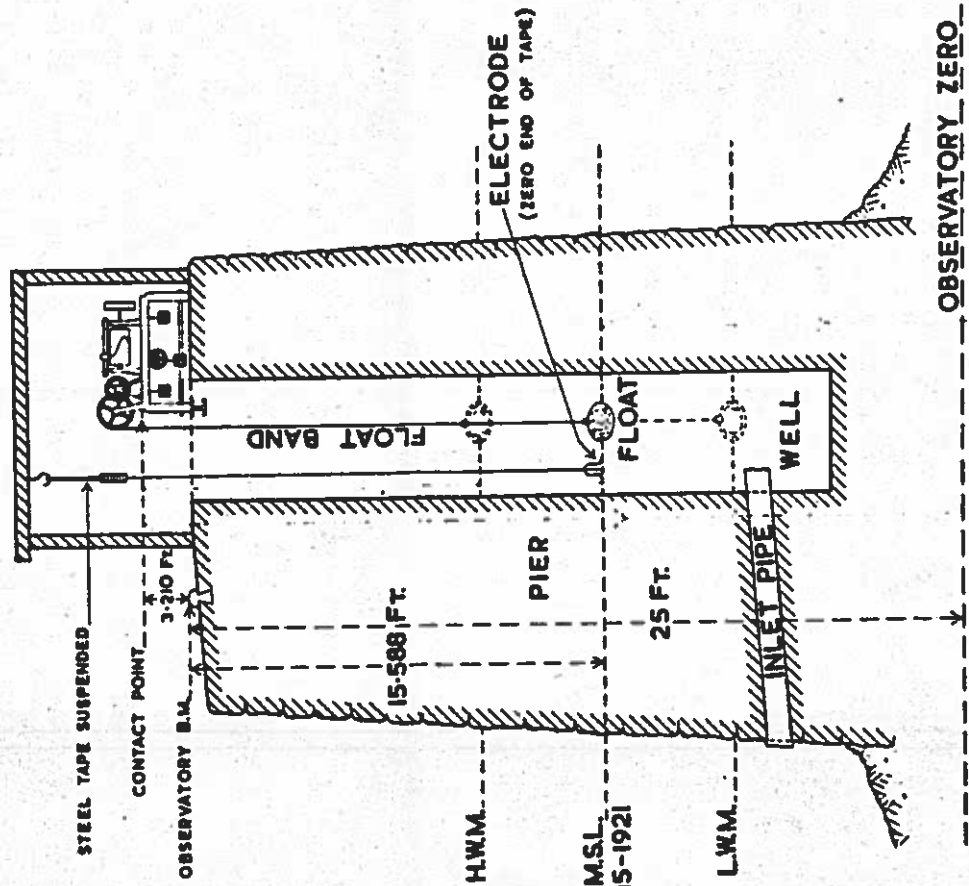 STEEL TAPE SUSPENDED
CONTACT POINT
3·210 Ft.
OBSERVATORY B.M.
FLOAT BAND
ELECTRODE
(ZERO END OF TAPE)
15·588 FT.
PIER
FLOAT
H.W.M.
M.S.L.
15-1921
25 FT.
WELL
L.W.M.
INLET PIPE
OBSERVATORY ZERO